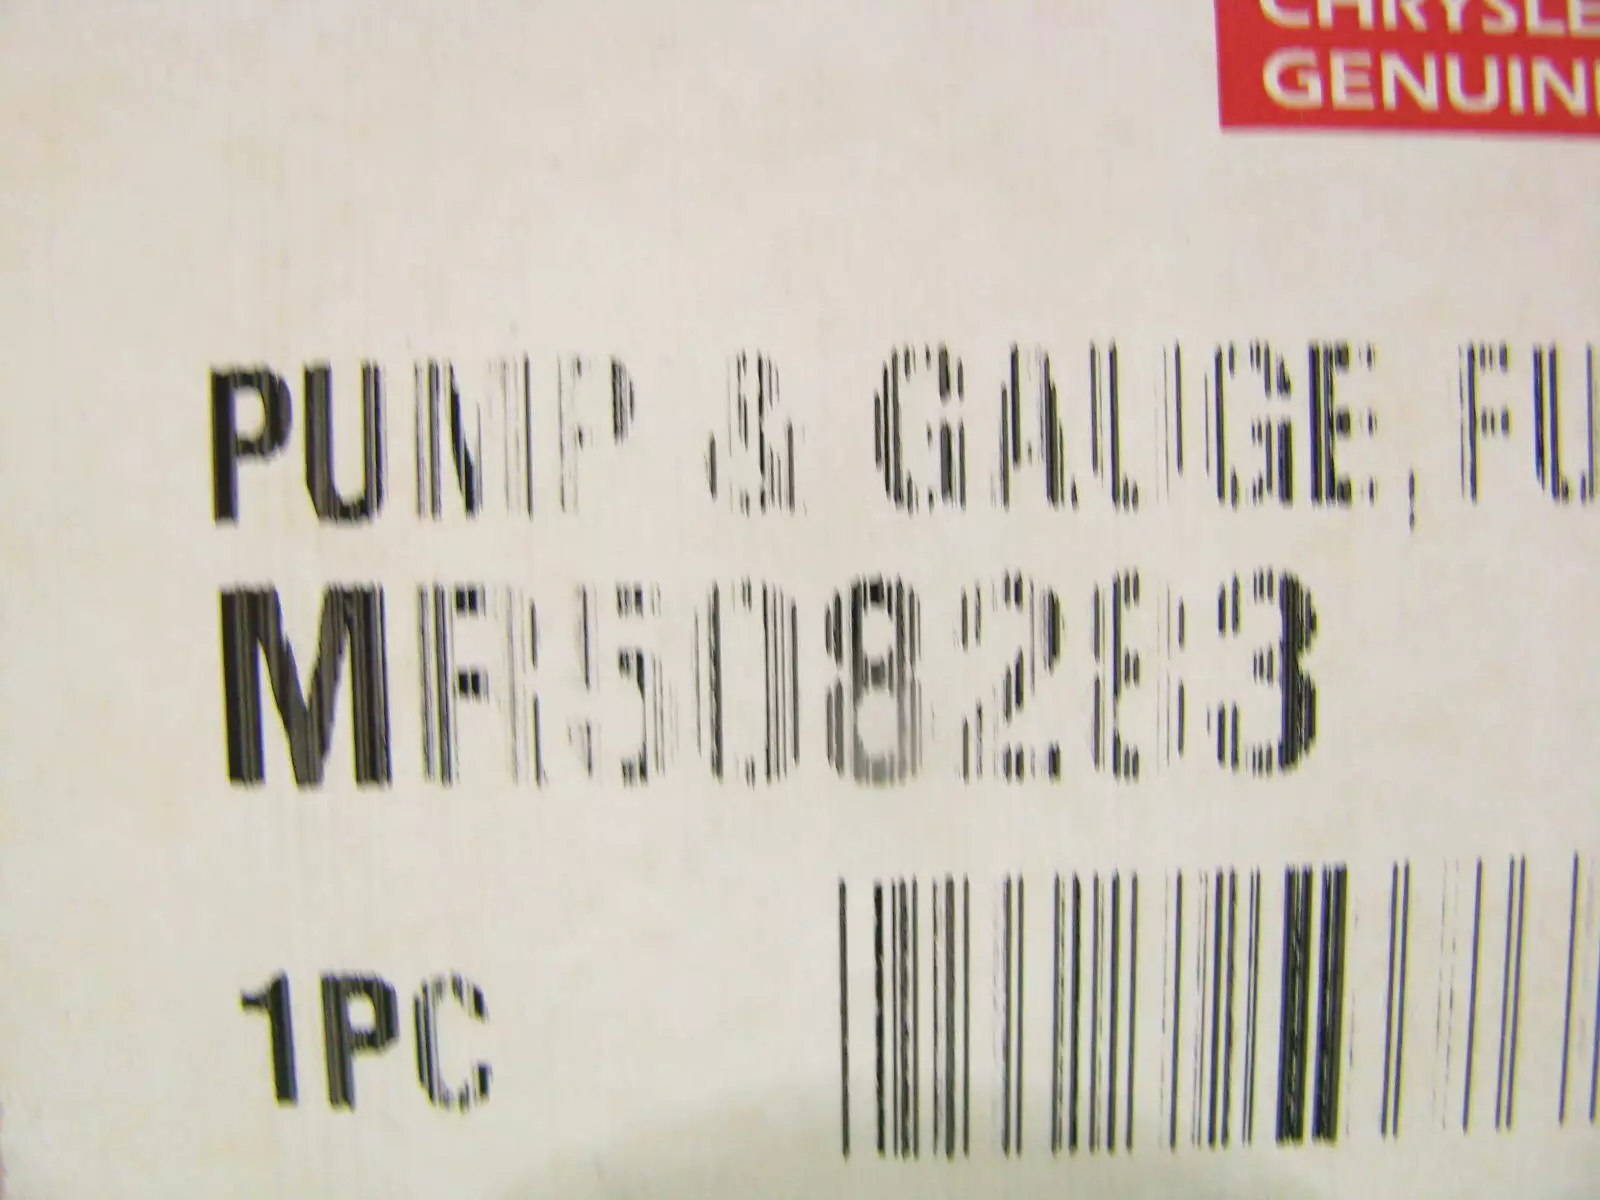 CHRYSLE
GENUIN
PUMP & GAUGE, FU
MR508283
1PC